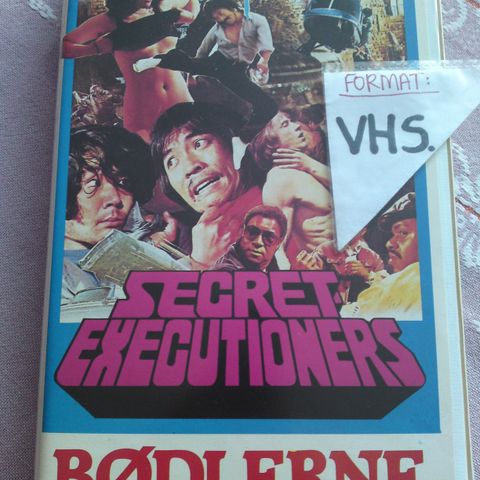 FORMAT:
VHS.
SECRET
EXECUTIONERS
BØDLERNE